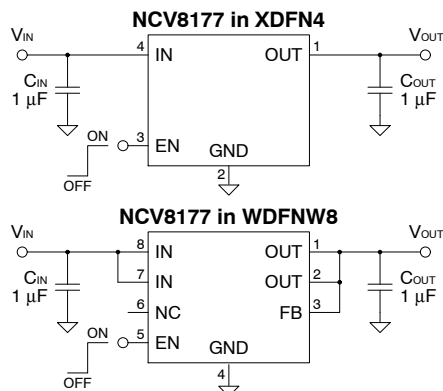 NCV8177 in XDFN4
VIN
4
IN
OUT
1
VOUT
CIN
1 µF
COUT
1 µF
ON
OFF
3
EN
GND
2
NCV8177 in WDFNW8
VIN
8
IN
OUT
1
VOUT
7
IN
OUT
2
CIN
1 µF
COUT
1 µF
6
NC
FB
3
ON
OFF
5
EN
GND
4